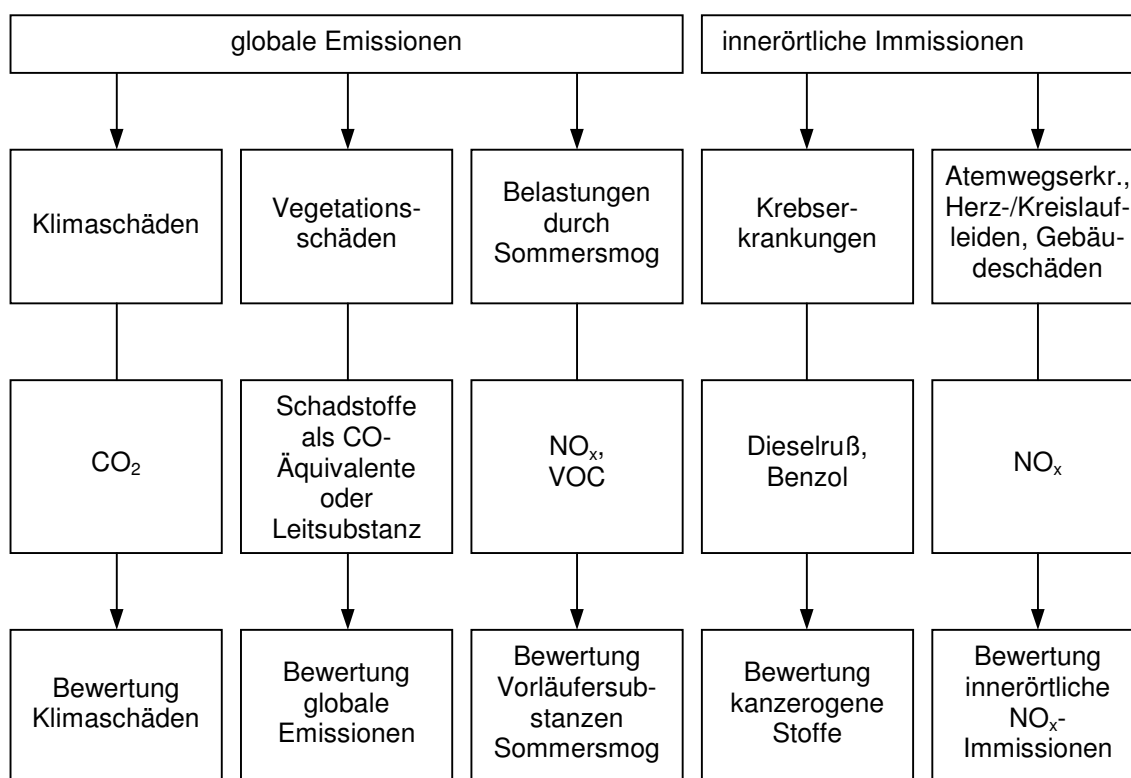 globale Emissionen
innerörtliche Immissionen
Klimaschäden
Vegetations-
schäden
Belastungen
durch
Sommersmog
Krebser-
krankungen
Atemwegserkr.,
Herz-/Kreislauf-
leiden, Gebäu-
deschäden
CO₂
Schadstoffe
als CO-
Äquivalente
oder
Leitsubstanz
NOₓ,
VOC
Dieselruß,
Benzol
NOₓ
Bewertung
Klimaschäden
Bewertung
globale
Emissionen
Bewertung
Vorläufersub-
stanzen
Sommersmog
Bewertung
kanzerogene
Stoffe
Bewertung
innerörtliche
NOₓ-
Immissionen